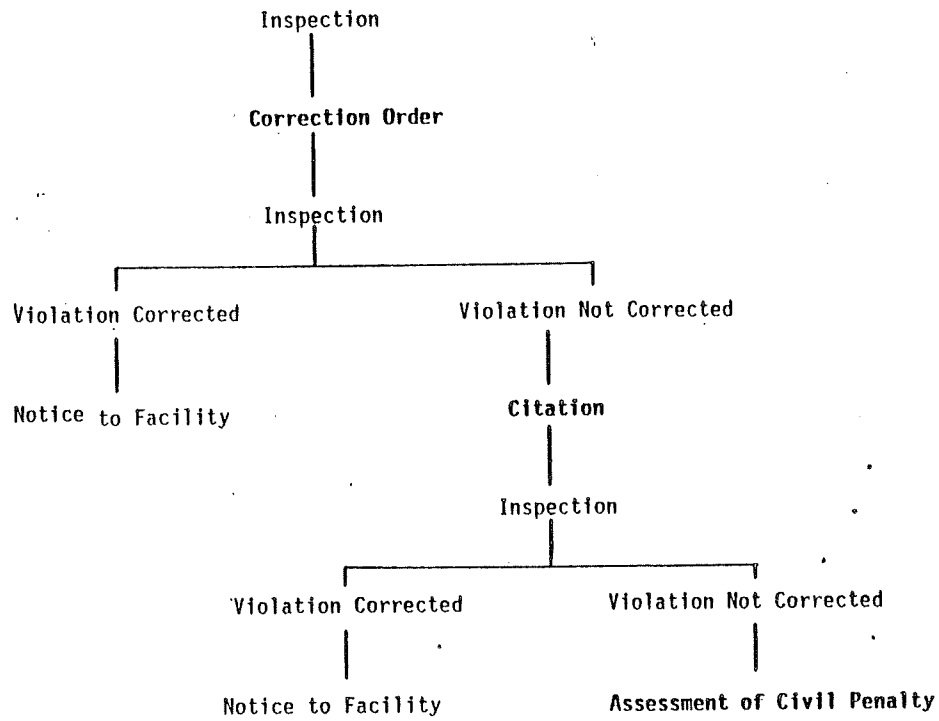 Inspection
Correction Order
Inspection
Violation Corrected
Violation Not Corrected
Notice to Facility
Citation
Inspection
Violation Corrected
Violation Not Corrected
Notice to Facility
Assessment of Civil Penalty